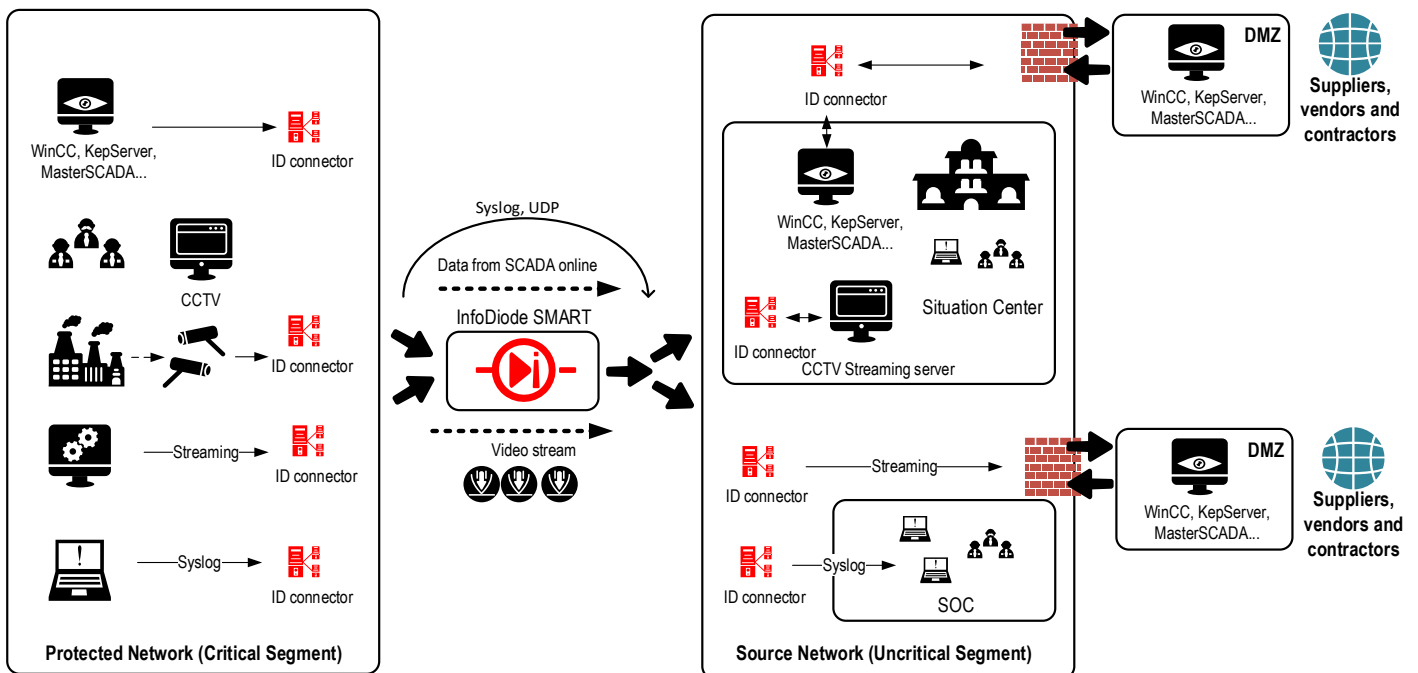 WinCC, KepServer,
MasterSCADA...
ID connector
CCTV
ID connector
Streaming
ID connector
Syslog
ID connector
Protected Network (Critical Segment)
Syslog, UDP
Data from SCADA online
InfoDiode SMART
Video stream
ID connector
WinCC, KepServer,
MasterSCADA...
Situation Center
ID connector
CCTV Streaming server
ID connector
Streaming
ID connector
Syslog
SOC
Source Network (Uncritical Segment)
DMZ
WinCC, KepServer,
MasterSCADA...
Suppliers,
vendors and
contractors
DMZ
WinCC, KepServer,
MasterSCADA...
Suppliers,
vendors and
contractors